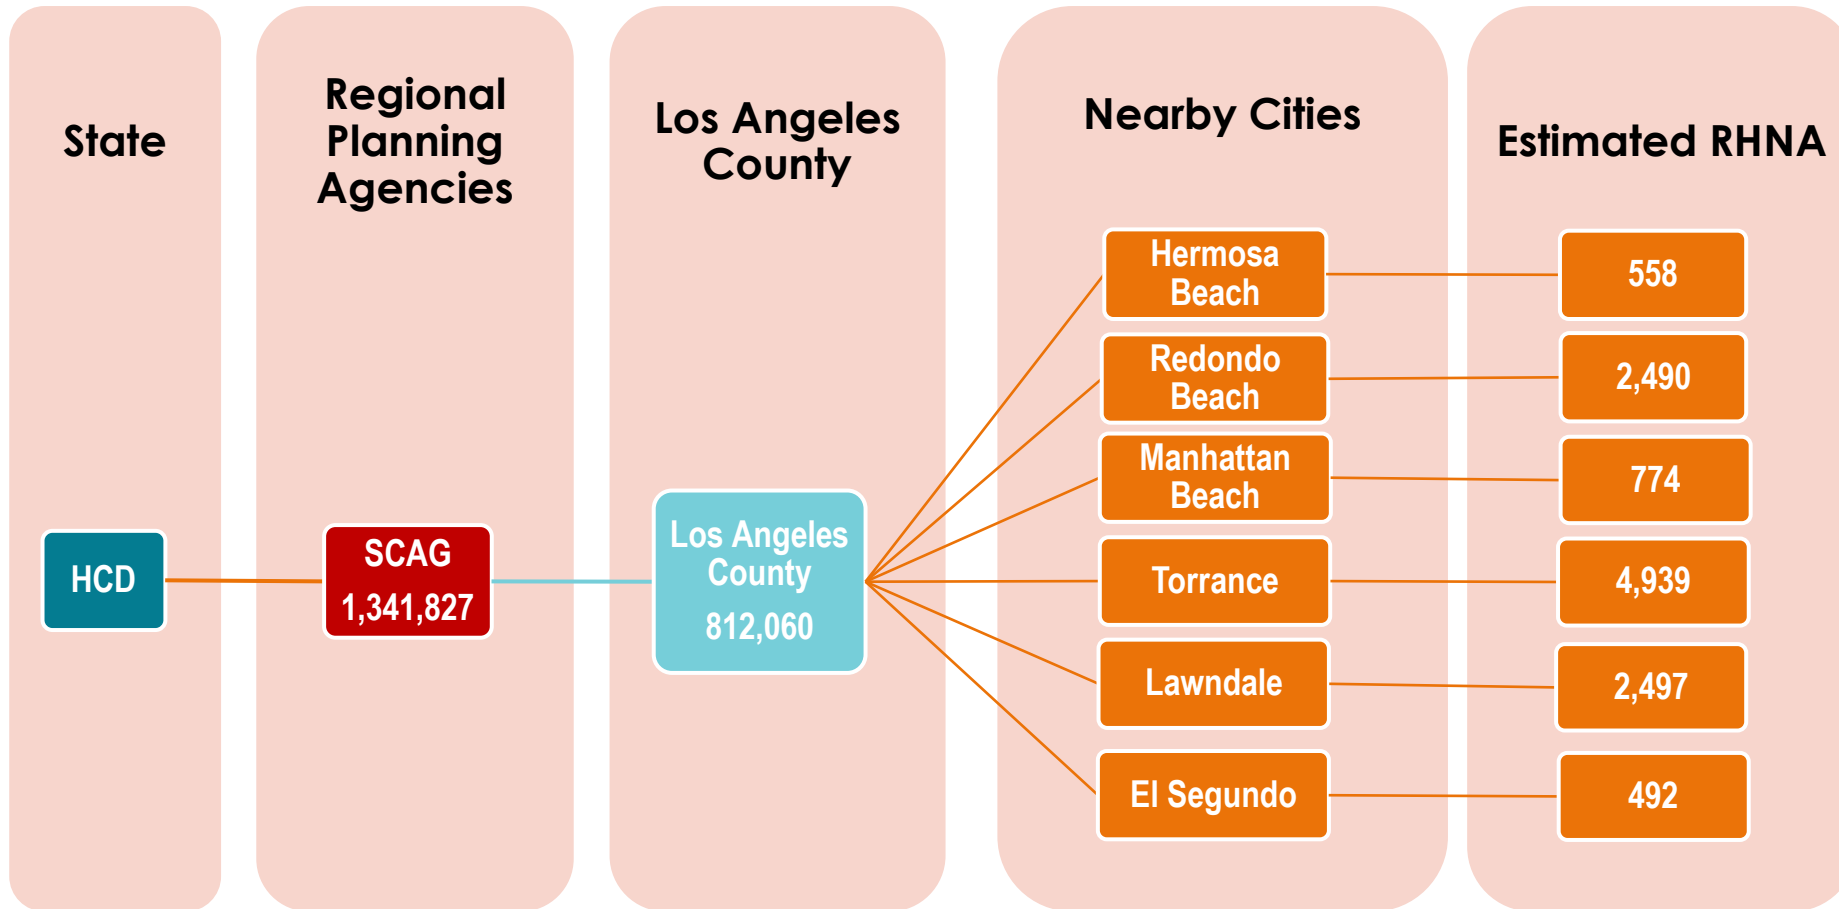 State
Regional
Planning
Agencies
Los Angeles
County
Nearby Cities
Estimated RHNA
HCD
SCAG
1,341,827
Los Angeles
County
812,060
Hermosa
Beach
558
Redondo
Beach
2,490
Manhattan
Beach
774
Torrance
4,939
Lawndale
2,497
El Segundo
492